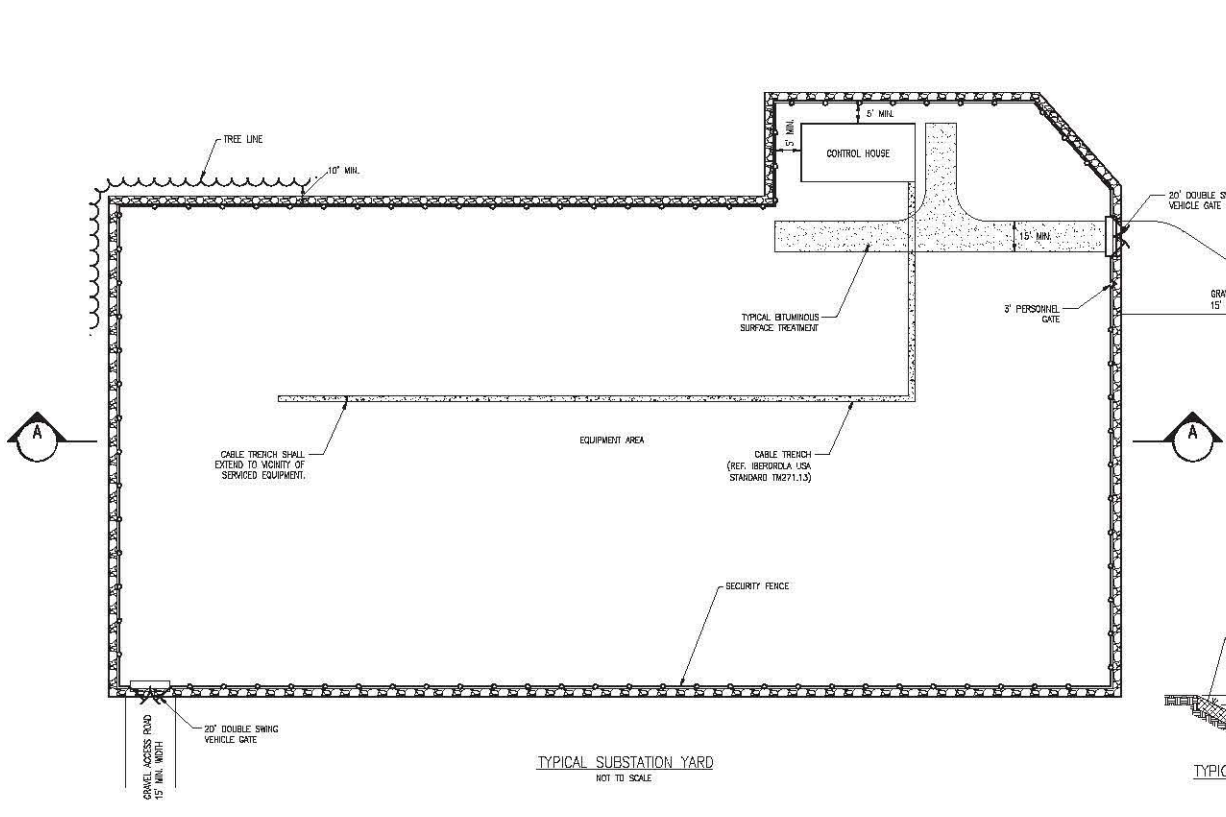 TREE LINE
10' MIN.
5' MIN.
5' MIN.
CONTROL HOUSE
20' DOUBLE S
VEHICLE GATE
15' MIN.
GRA
15'
3' PERSONNEL
GATE
TYPICAL BITUMINOUS
SURFACE TREATMENT
A
A
EQUIPMENT AREA
CABLE TRENCH SHALL
EXTEND TO VICINITY OF
SERVICED EQUIPMENT.
CABLE TRENCH
(REF. IBERDROLA USA
STANDARD TM271.13)
SECURITY FENCE
20' DOUBLE SWING
VEHICLE GATE
GRAVEL ACCESS ROAD
15' MIN. WIDTH
TYPICAL SUBSTATION YARD
NOT TO SCALE
TYPIC